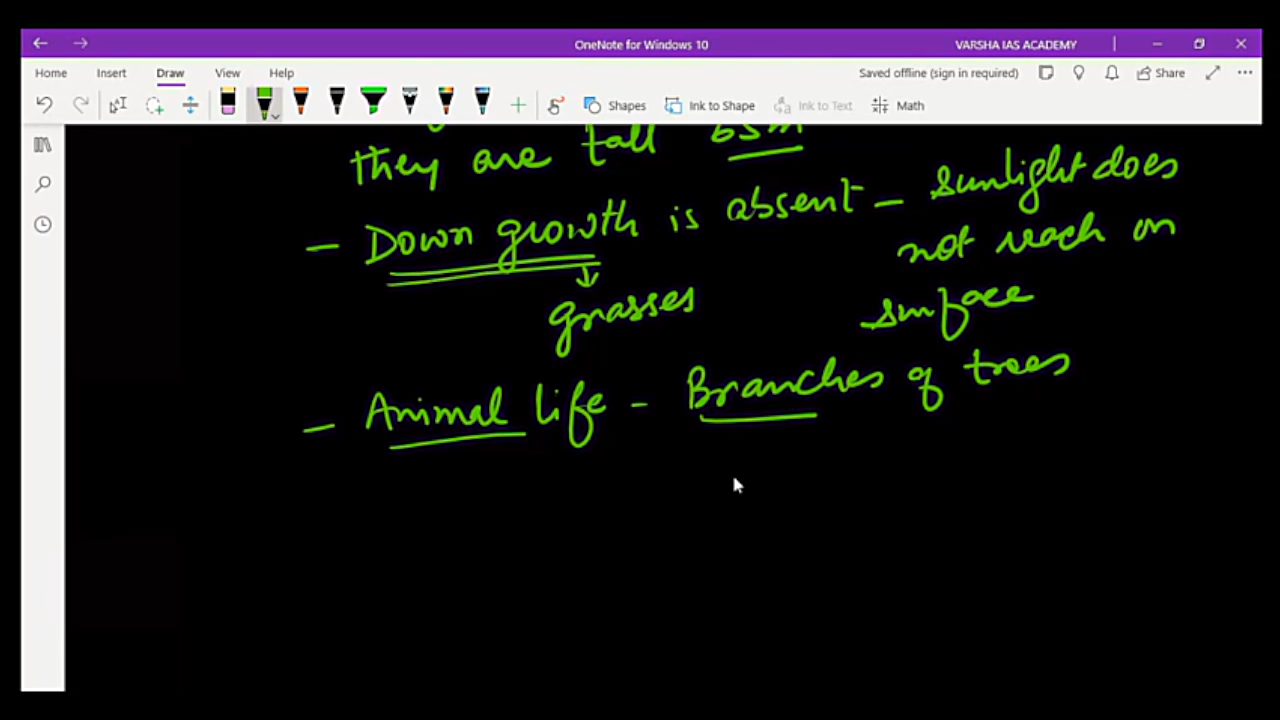 OneNote for Windows 10
VARSHA IAS ACADEMY
Home Insert Draw View Help
Saved offline (sign in required)
Share
Shapes
Ink to Shape
Ink to Text
Math
they are tall 65m
- Down growth is absent - sunlight does
not reach on
surface
grasses
- Animal life - Branches of trees